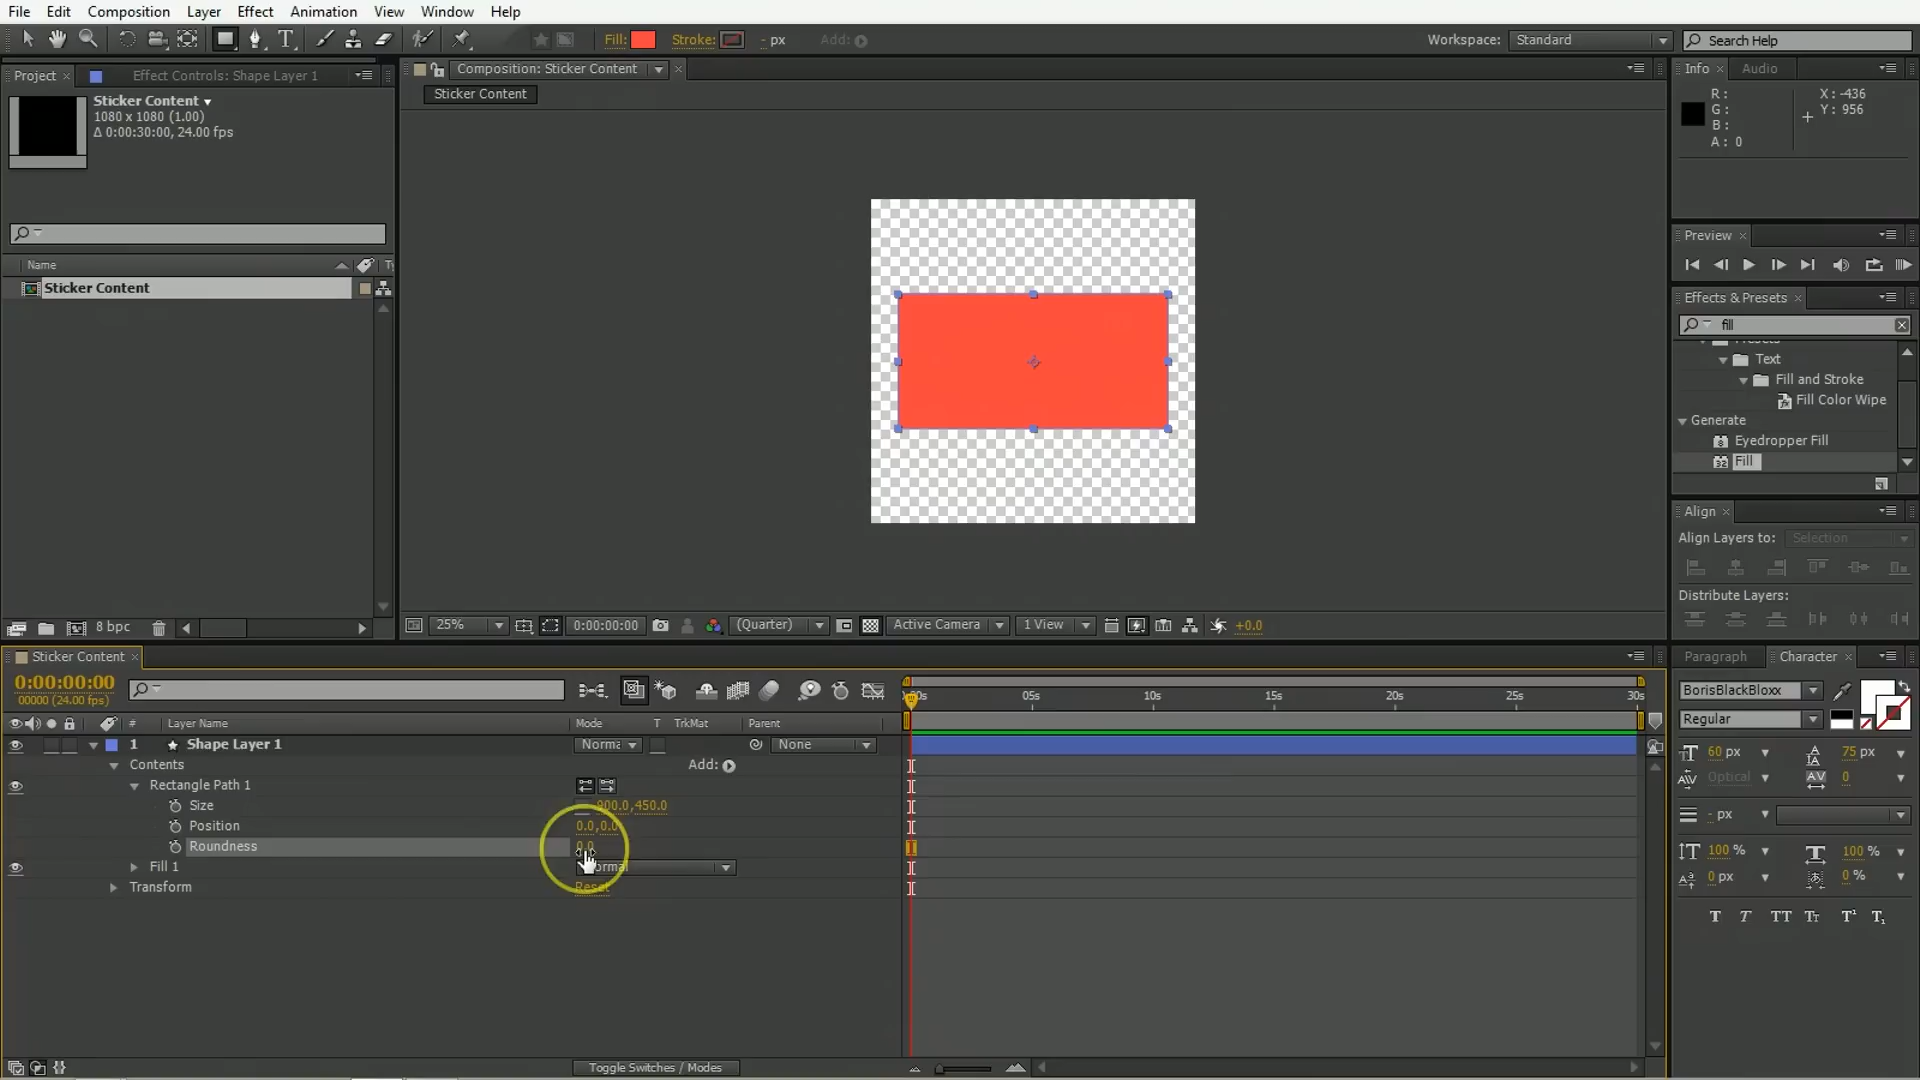 File Edit Composition Layer Effect Animation View Window Help
Fill: Stroke: - px Add: Workspace: Standard Search Help
Project Effect Controls: Shape Layer 1
Sticker Content
1080 x 1080 (1.00)
Δ 0:00:30:00, 24.00 fps
Name
Sticker Content
8 bpc
Composition: Sticker Content
Sticker Content
25% 0:00:00:00 (Quarter) Active Camera 1 View +0.0
Info Audio
R: X: -436
G: Y: 956
B:
A: 0
Preview
Effects & Presets
fill
Presets
Text
Fill and Stroke
Fill Color Wipe
Generate
Eyedropper Fill
Fill
Align
Align Layers to: Selection
Distribute Layers:
Sticker Content
0:00:00:00
00000 (24.00 fps)
# Layer Name Mode T TrkMat Parent
05s 10s 15s 20s 25s 30s
1 Shape Layer 1 None
Contents Add:
Rectangle Path 1
Size 900.0,450.0
Position 0.0,0.0
Roundness 0.0
Fill 1
Transform Reset
Toggle Switches / Modes
Paragraph Character
BorisBlackBloxx
Regular
60 px 75 px
Optical 0
- px
100 % 100 %
0 px 0 %
T T TT Tt T¹ T₁